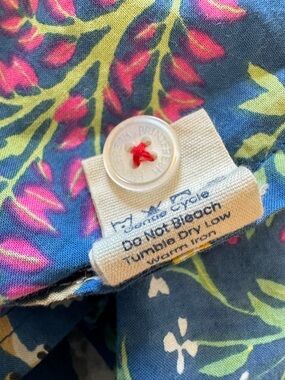 Gentle Cycle
Do Not Bleach
Tumble Dry Low
Warm Iron